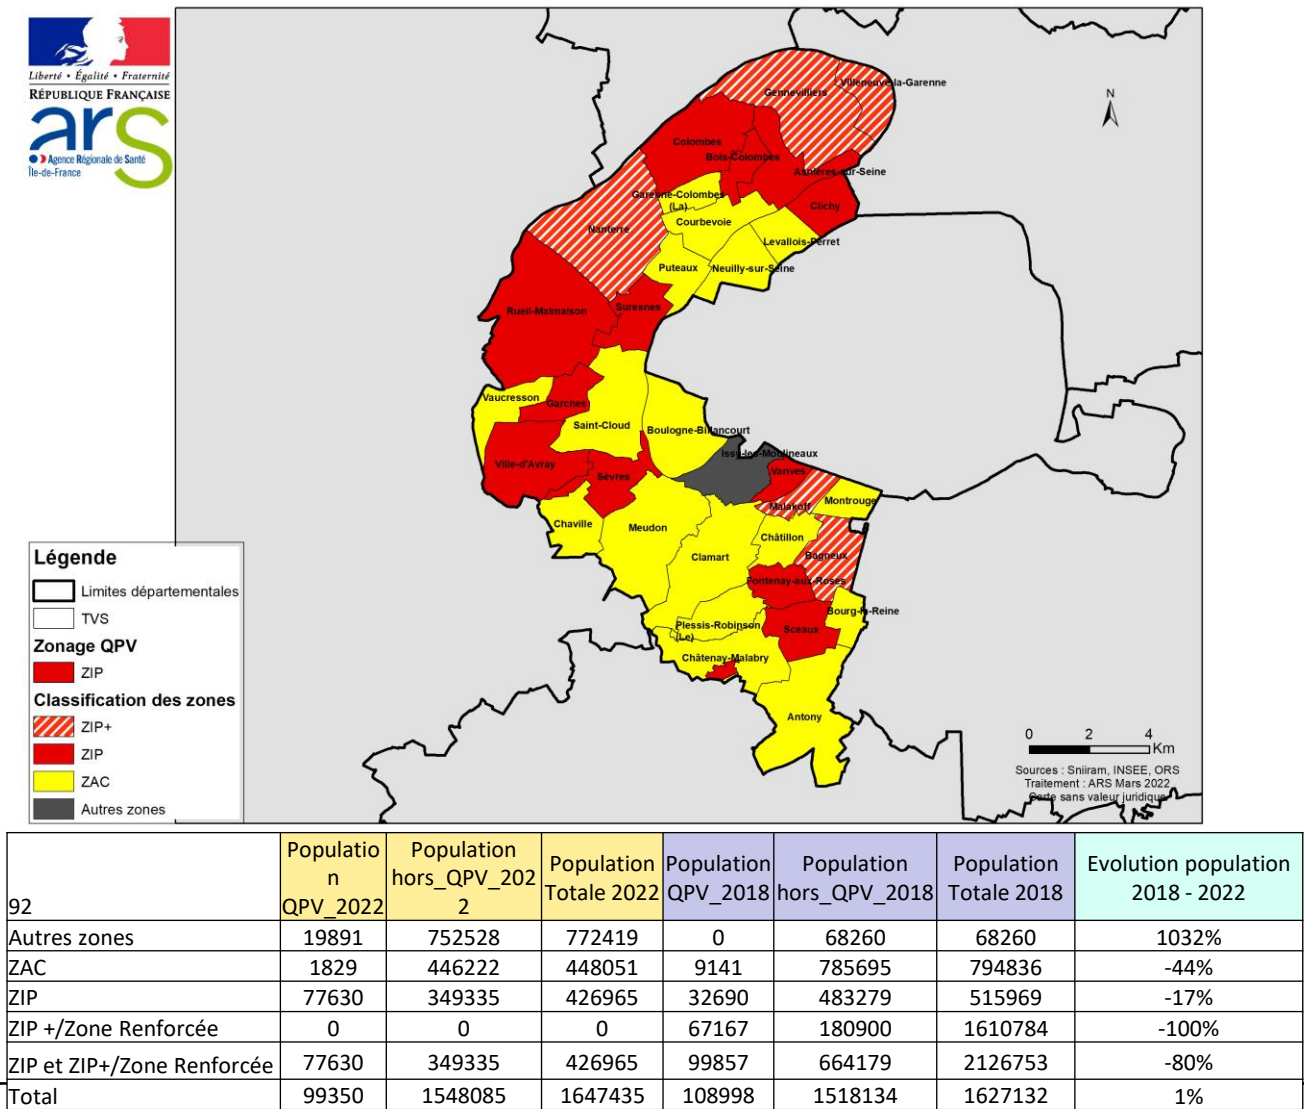 Liberté • Égalité • Fraternité
RÉPUBLIQUE FRANÇAISE
ars
Agence Régionale de Santé
Île-de-France
N
Villeneuve-la-Garenne
Gennevilliers
Colombes
Bois-Colombes
Asnières-sur-Seine
Garenne-Colombes
(La)
Clichy
Courbevoie
Nanterre
Levallois-Perret
Puteaux
Neuilly-sur-Seine
Rueil-Malmaison
Suresnes
Vaucresson
Garches
Saint-Cloud
Boulogne-Billancourt
Issy-les-Moulineaux
Ville-d'Avray
Sèvres
Vanves
Malakoff
Montrouge
Chaville
Meudon
Châtillon
Clamart
Bagneux
Fontenay-aux-Roses
Bourg-la-Reine
Plessis-Robinson
(Le)
Sceaux
Châtenay-Malabry
Antony
Légende
Limites départementales
TVS
Zonage QPV
ZIP
Classification des zones
ZIP+
ZIP
ZAC
Autres zones
0 2 4
Km
Sources : Sniiram, INSEE, ORS
Traitement : ARS Mars 2022
Carte sans valeur juridique
92 Populatio n QPV_2022 Population hors_QPV_202 2 Population Totale 2022 Population QPV_2018 Population hors_QPV_2018 Population Totale 2018 Evolution population 2018 - 2022
Autres zones 19891 752528 772419 0 68260 68260 1032%
ZAC 1829 446222 448051 9141 785695 794836 -44%
ZIP 77630 349335 426965 32690 483279 515969 -17%
ZIP +/Zone Renforcée 0 0 0 67167 180900 1610784 -100%
ZIP et ZIP+/Zone Renforcée 77630 349335 426965 99857 664179 2126753 -80%
Total 99350 1548085 1647435 108998 1518134 1627132 1%